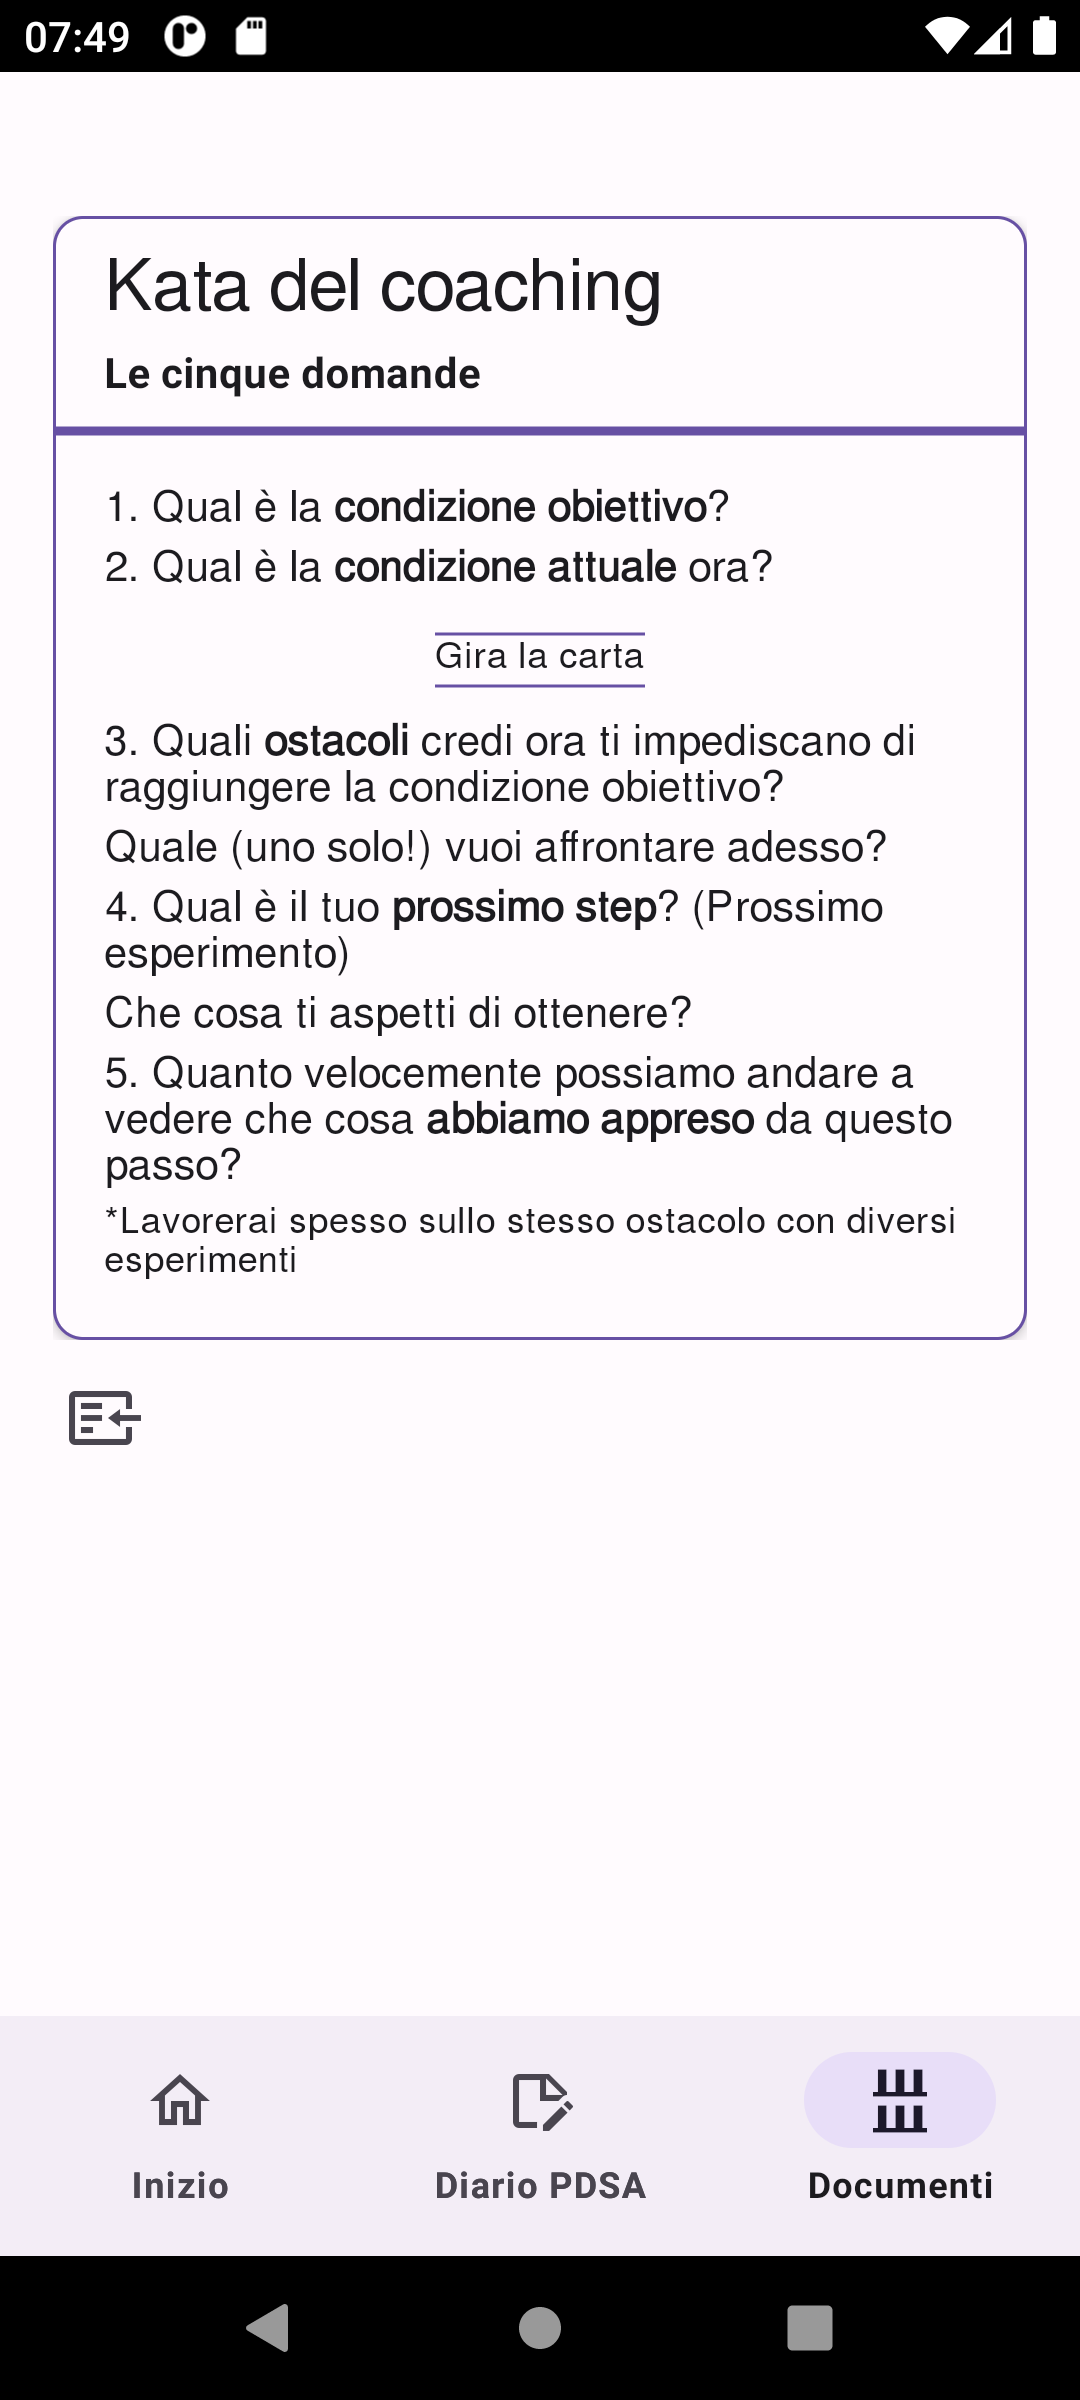 07:49
Kata del coaching
Le cinque domande
1. Qual è la condizione obiettivo?
2. Qual è la condizione attuale ora?
Gira la carta
3. Quali ostacoli credi ora ti impediscano di
raggiungere la condizione obiettivo?
Quale (uno solo!) vuoi affrontare adesso?
4. Qual è il tuo prossimo step? (Prossimo
esperimento)
Che cosa ti aspetti di ottenere?
5. Quanto velocemente possiamo andare a
vedere che cosa abbiamo appreso da questo
passo?
*Lavorerai spesso sullo stesso ostacolo con diversi
esperimenti
Inizio
Diario PDSA
Documenti